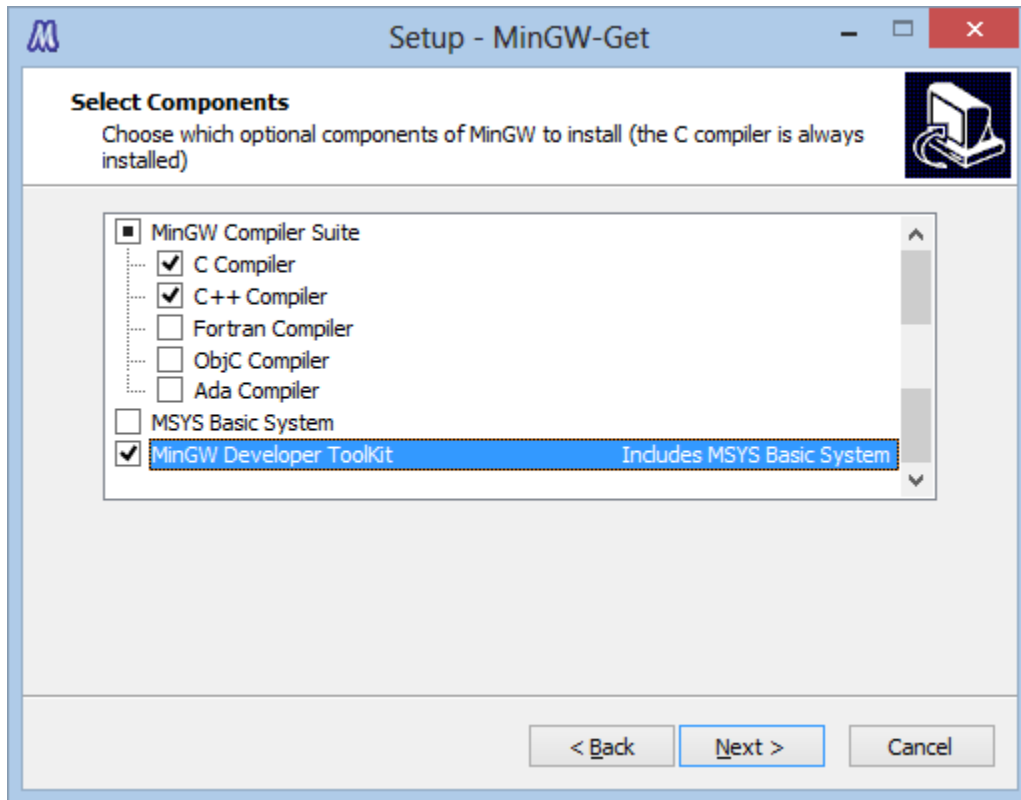 Setup - MinGW-Get
Select Components
Choose which optional components of MinGW to install (the C compiler is always
installed)
MinGW Compiler Suite
C Compiler
C++ Compiler
Fortran Compiler
ObjC Compiler
Ada Compiler
MSYS Basic System
MinGW Developer ToolKit Includes MSYS Basic System
< Back Next > Cancel